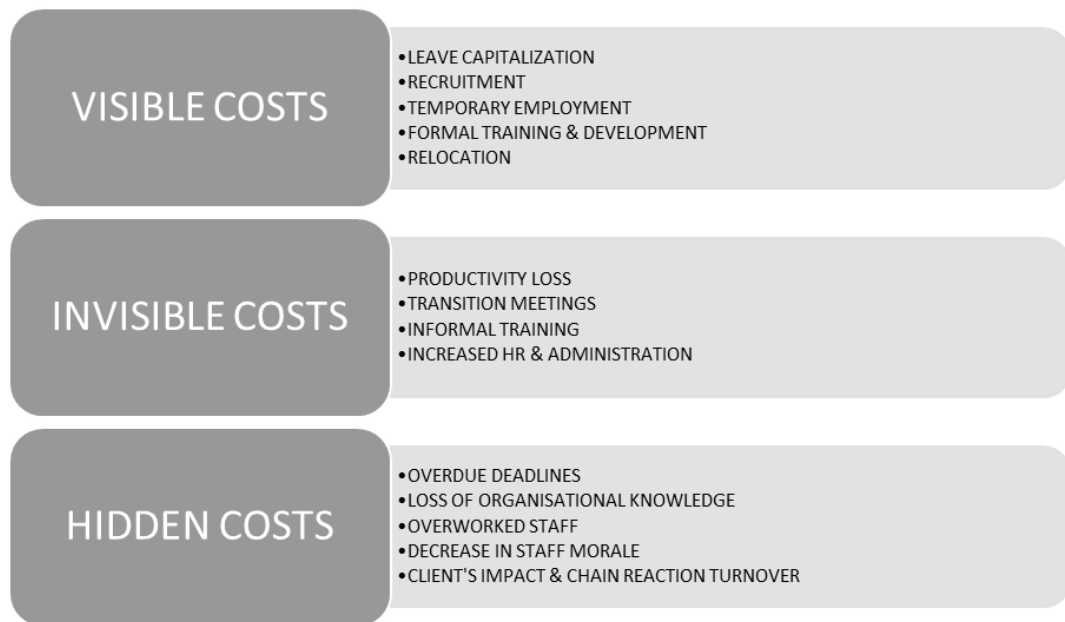 VISIBLE COSTS
•LEAVE CAPITALIZATION
•RECRUITMENT
•TEMPORARY EMPLOYMENT
•FORMAL TRAINING & DEVELOPMENT
•RELOCATION
INVISIBLE COSTS
•PRODUCTIVITY LOSS
•TRANSITION MEETINGS
•INFORMAL TRAINING
•INCREASED HR & ADMINISTRATION
HIDDEN COSTS
•OVERDUE DEADLINES
•LOSS OF ORGANISATIONAL KNOWLEDGE
•OVERWORKED STAFF
•DECREASE IN STAFF MORALE
•CLIENT'S IMPACT & CHAIN REACTION TURNOVER